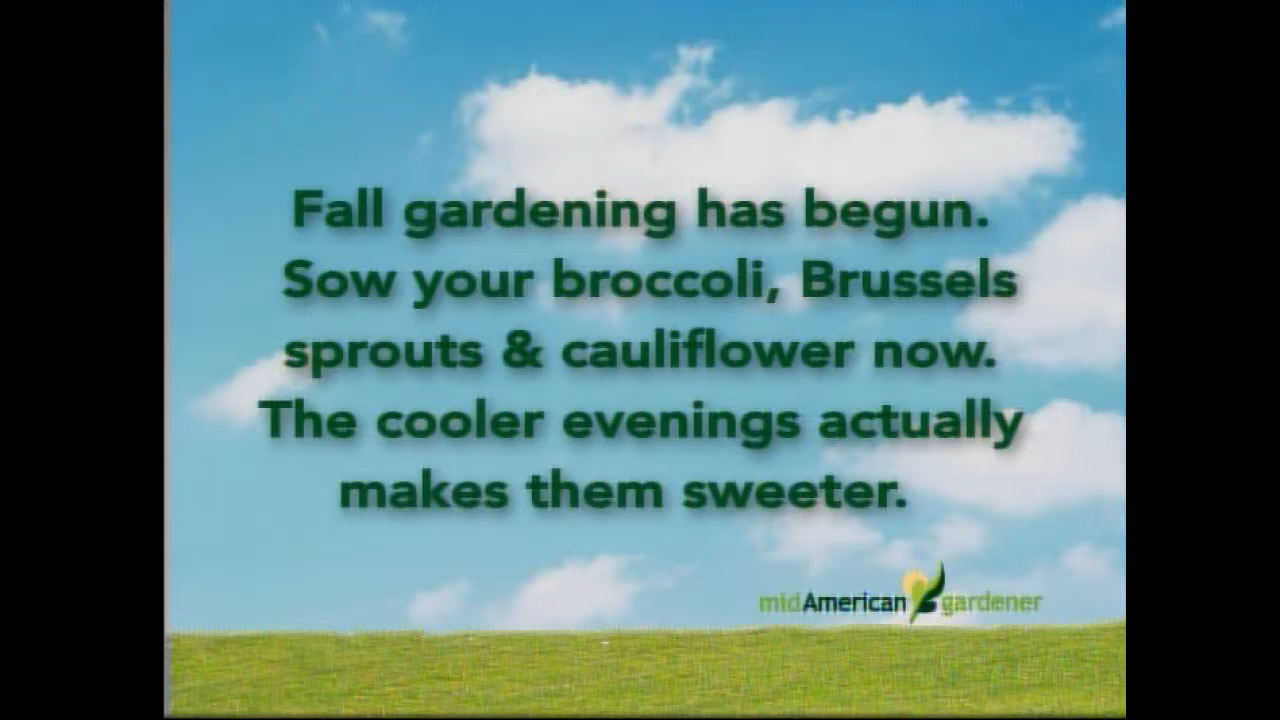 Fall gardening has begun.
Sow your broccoli, Brussels
sprouts & cauliflower now.
The cooler evenings actually
makes them sweeter.
midAmerican gardener